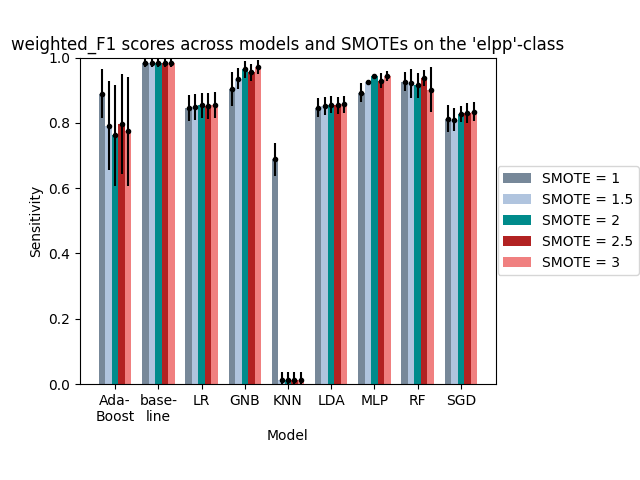 weighted_F1 scores across models and SMOTEs on the 'elpp'-class
Sensitivity
1.0
0.8
0.6
0.4
0.2
0.0
Ada-
Boost
base-
line
LR
GNB
KNN
LDA
MLP
RF
SGD
Model
SMOTE = 1
SMOTE = 1.5
SMOTE = 2
SMOTE = 2.5
SMOTE = 3